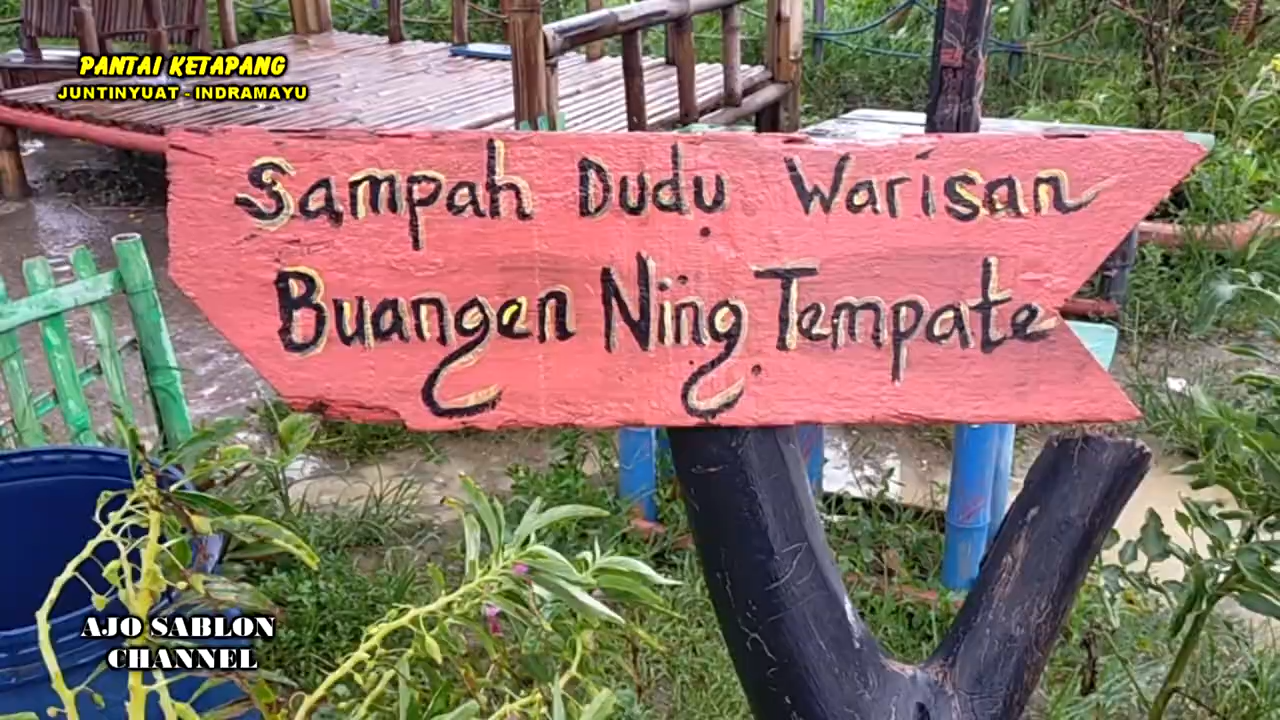 PANTAI KETAPANG
JUNTINYUAT - INDRAMAYU
Sampah Dudu Warisan
Buangen Ning Tempate
AJO SABLON
CHANNEL